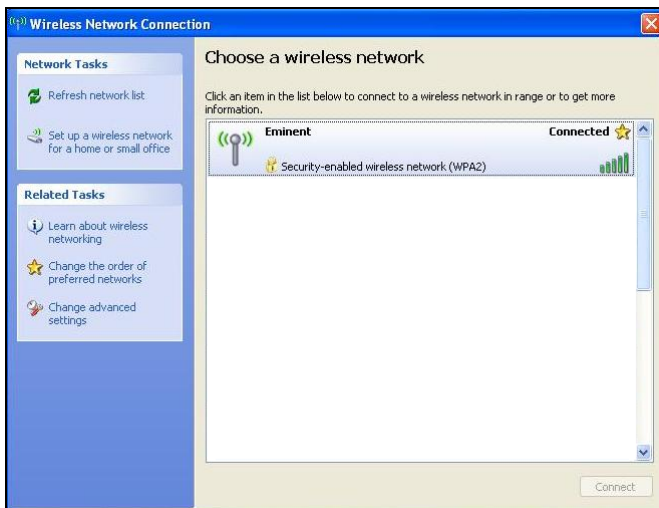 Wireless Network Connection
Network Tasks
Refresh network list
Set up a wireless network
for a home or small office
Related Tasks
Learn about wireless
networking
Change the order of
preferred networks
Change advanced
settings
Choose a wireless network
Click an item in the list below to connect to a wireless network in range or to get more
information.
Eminent
Connected
Security-enabled wireless network (WPA2)
Connect